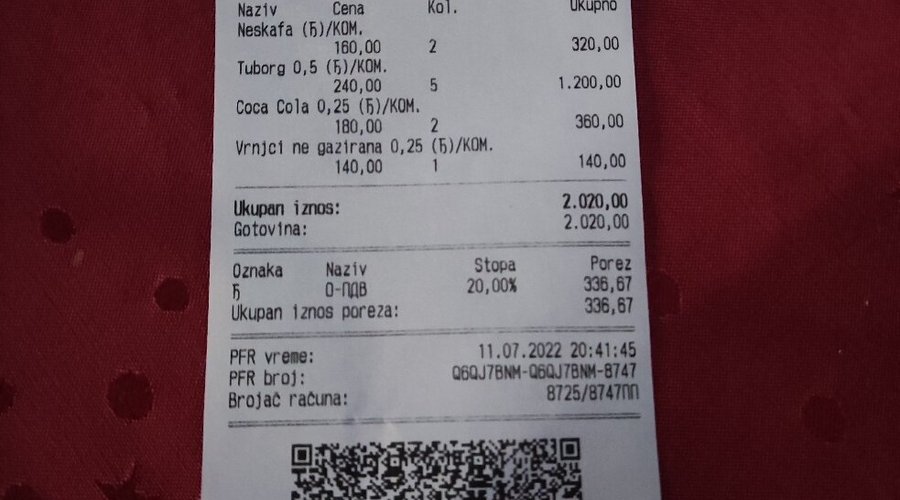 Naziv Cena Kol. Ukupno
Neskafa (Ђ)/KOM.
160,00 2 320,00
Tuborg 0,5 (Ђ)/KOM.
240,00 5 1.200,00
Coca Cola 0,25 (Ђ)/KOM.
180,00 2 360,00
Vrnjci ne gazirana 0,25 (Ђ)/KOM.
140,00 1 140,00
Ukupan iznos: 2.020,00
Gotovina: 2.020,00
Oznaka Naziv Stopa Porez
Ђ О-ПДВ 20,00% 336,67
Ukupan iznos poreza: 336,67
PFR vreme: 11.07.2022 20:41:45
PFR broj: Q6QJ7BNM-Q6QJ7BNM-8747
Brojač računa: 8725/8747ПП